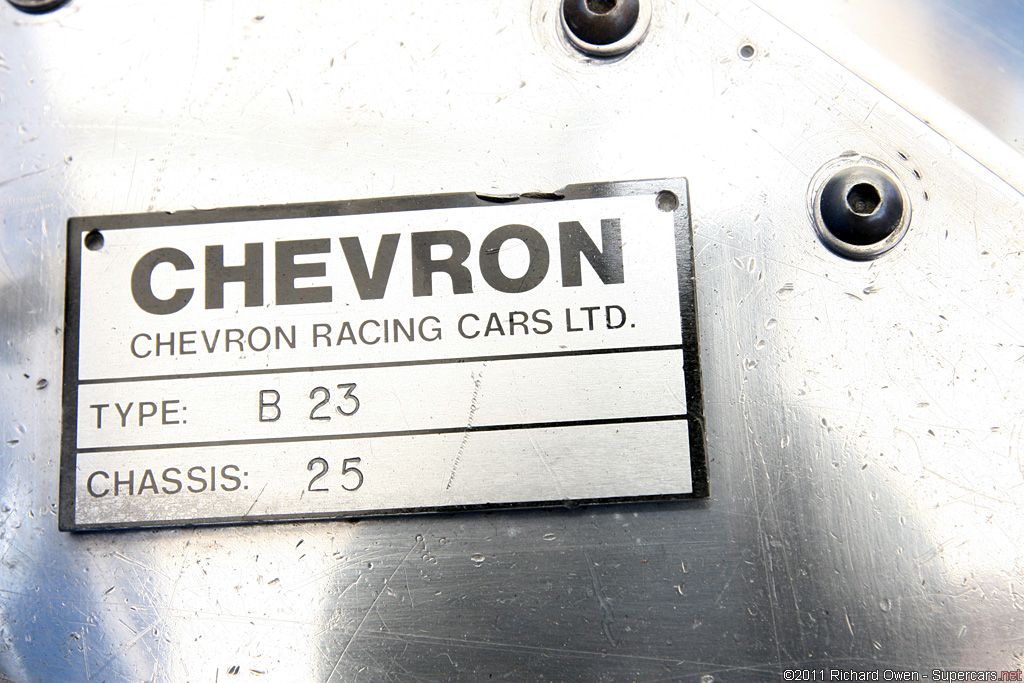 CHEVRON
CHEVRON RACING CARS LTD.
TYPE: B 23
CHASSIS: 25
©2011 Richard Owen - Supercars.net